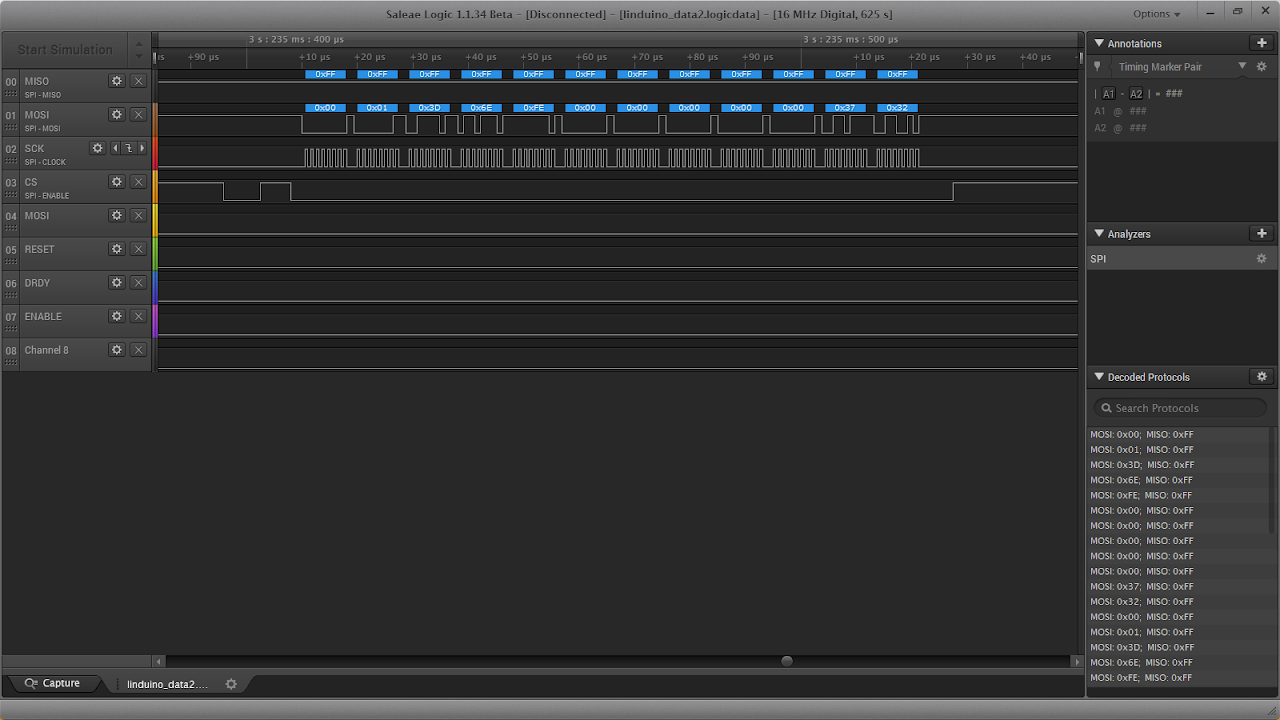 Saleae Logic 1.1.34 Beta - [Disconnected] - [linduino_data2.logicdata] - [16 MHz Digital, 625 s]
Options
Start Simulation
3 s : 235 ms : 400 µs
3 s : 235 ms : 500 µs
µs +90 µs +10 µs +20 µs +30 µs +40 µs +50 µs +60 µs +70 µs +80 µs +90 µs +10 µs +20 µs +30 µs +40 µs
00 MISO
SPI - MISO
0xFF 0xFF 0xFF 0xFF 0xFF 0xFF 0xFF 0xFF 0xFF 0xFF 0xFF 0xFF
01 MOSI
SPI - MOSI
0x00 0x01 0x3D 0x6E 0xFE 0x00 0x00 0x00 0x00 0x00 0x37 0x32
02 SCK
SPI - CLOCK
03 CS
SPI - ENABLE
04 MOSI
05 RESET
06 DRDY
07 ENABLE
08 Channel 8
Annotations
Timing Marker Pair
| A1 - A2 | = ###
A1 @ ###
A2 @ ###
Analyzers
SPI
Decoded Protocols
Search Protocols
MOSI: 0x00; MISO: 0xFF
MOSI: 0x01; MISO: 0xFF
MOSI: 0x3D; MISO: 0xFF
MOSI: 0x6E; MISO: 0xFF
MOSI: 0xFE; MISO: 0xFF
MOSI: 0x00; MISO: 0xFF
MOSI: 0x00; MISO: 0xFF
MOSI: 0x00; MISO: 0xFF
MOSI: 0x00; MISO: 0xFF
MOSI: 0x00; MISO: 0xFF
MOSI: 0x37; MISO: 0xFF
MOSI: 0x32; MISO: 0xFF
MOSI: 0x00; MISO: 0xFF
MOSI: 0x01; MISO: 0xFF
MOSI: 0x3D; MISO: 0xFF
MOSI: 0x6E; MISO: 0xFF
MOSI: 0xFE; MISO: 0xFF
Capture
linduino_data2....